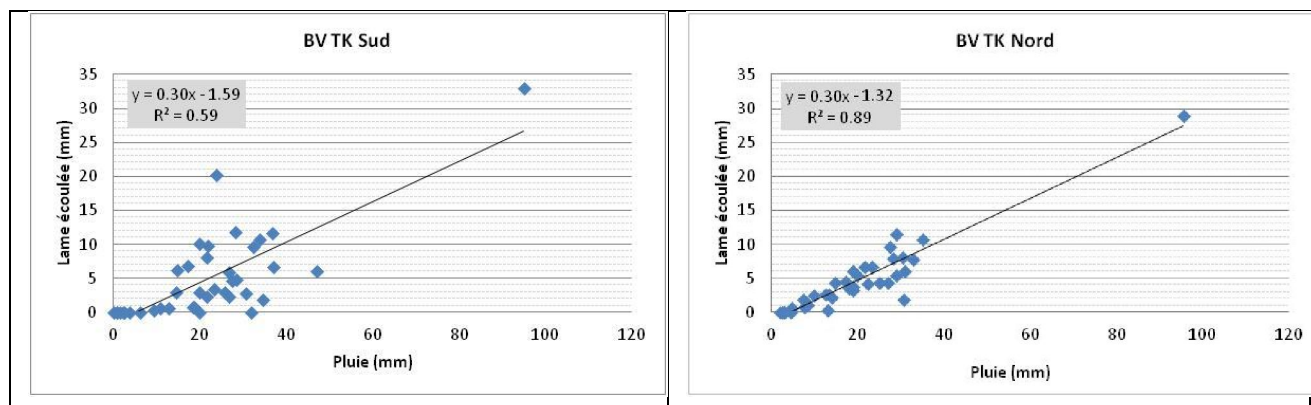 BV TK Sud
y = 0.30x - 1.59
R² = 0.59
Lame écoulée (mm)
35
30
25
20
15
10
5
0
0 20 40 60 80 100 120
Pluie (mm)
BV TK Nord
y = 0.30x - 1.32
R² = 0.89
Lame écoulée (mm)
35
30
25
20
15
10
5
0
0 20 40 60 80 100 120
Pluie (mm)